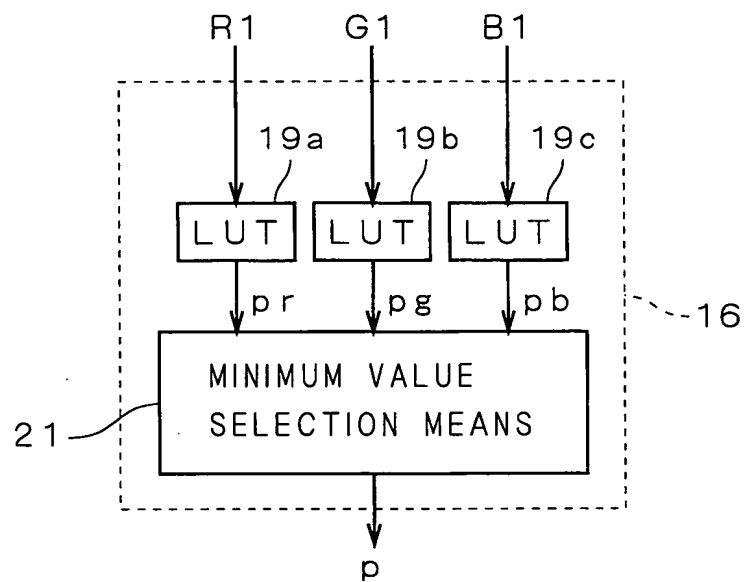 R1 G1 B1
19a 19b 19c
LUT LUT LUT
pr pg pb
16
MINIMUM VALUE
SELECTION MEANS
21
p